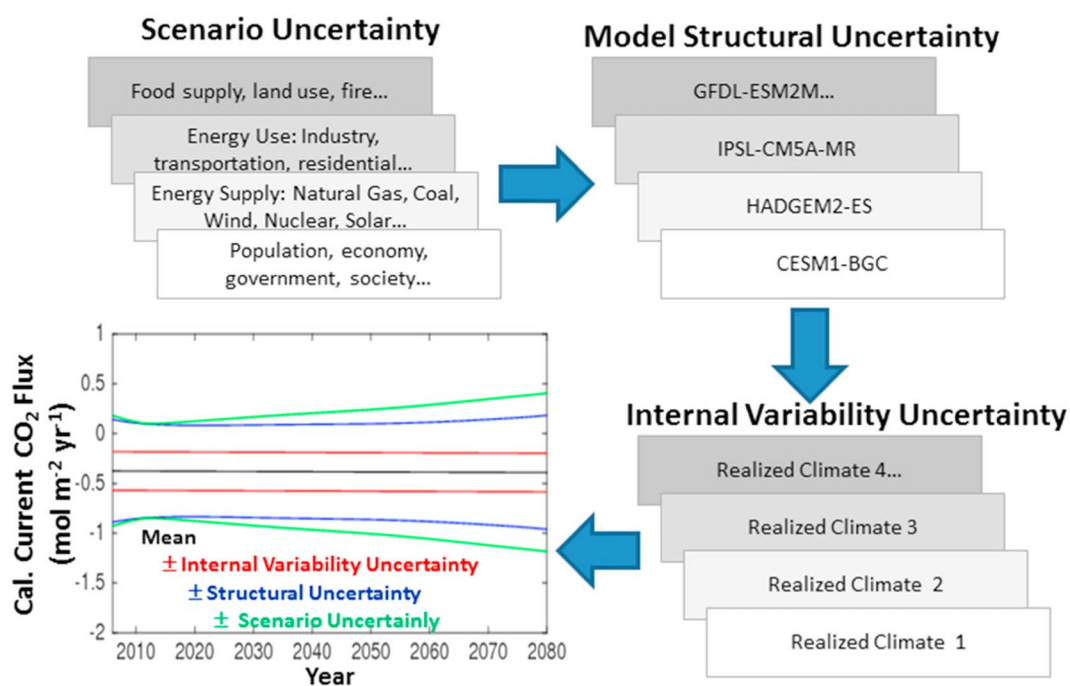 Scenario Uncertainty
Food supply, land use, fire...
Energy Use: Industry,
transportation, residential...
Energy Supply: Natural Gas, Coal,
Wind, Nuclear, Solar...
Population, economy,
government, society...
Model Structural Uncertainty
GFDL-ESM2M...
IPSL-CM5A-MR
HADGEM2-ES
CESM1-BGC
Internal Variability Uncertainty
Realized Climate 4...
Realized Climate 3
Realized Climate 2
Realized Climate 1
Cal. Current CO₂ Flux
(mol m⁻² yr⁻¹)
1
0.5
0
-0.5
-1
-1.5
-2
Mean
± Internal Variability Uncertainty
± Structural Uncertainty
± Scenario Uncertainly
2010 2020 2030 2040 2050 2060 2070 2080
Year